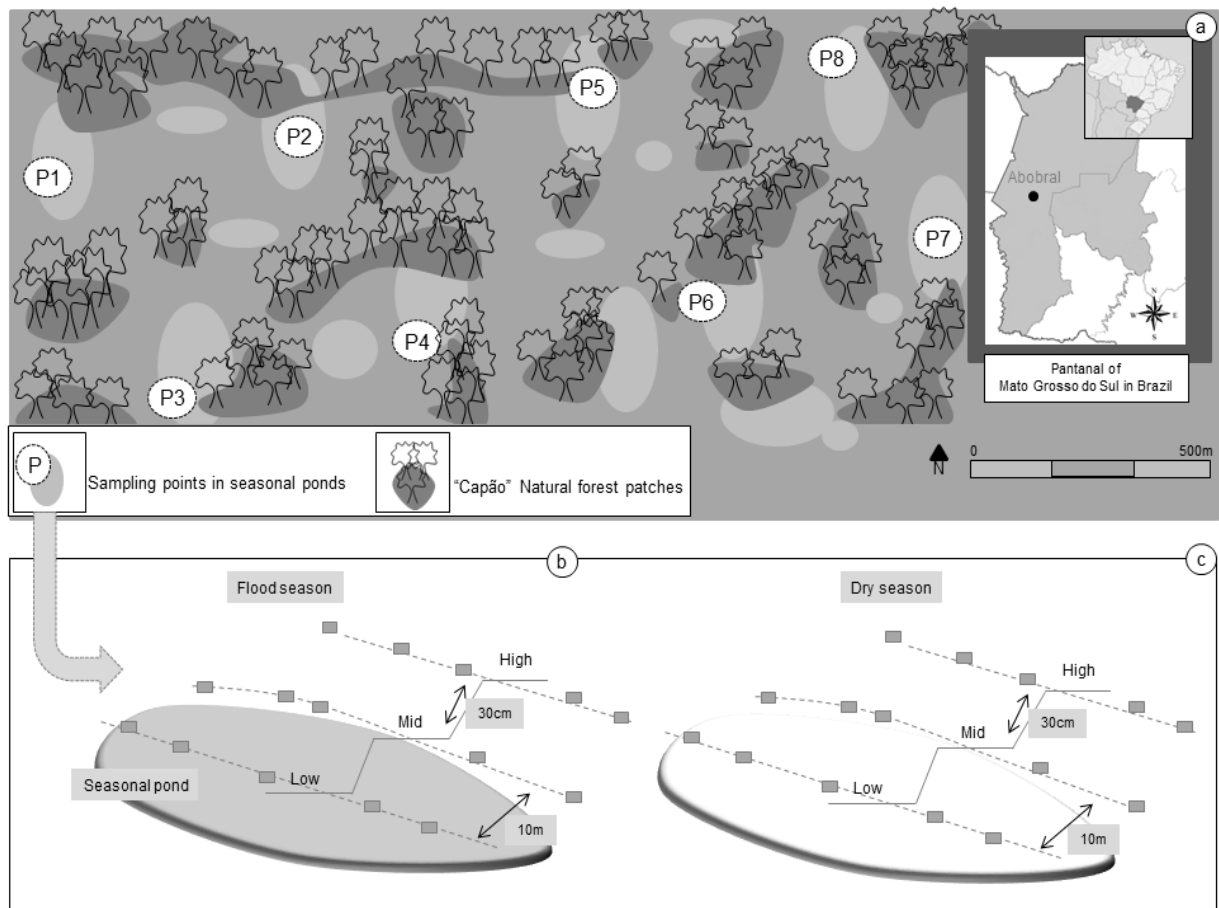 a
P8
P5
P2
P1
Abobral
P7
P6
P4
P3
N
W
E
S
Pantanal of
Mato Grosso do Sul in Brazil
P
Sampling points in seasonal ponds
“Capão” Natural forest patches
N
0
500m
b
c
Flood season
Dry season
High
30cm
Mid
Low
Seasonal pond
10m
High
30cm
Mid
Low
10m